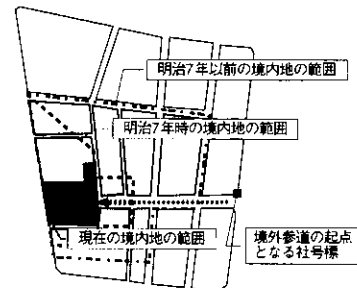 明治7年以前の境内地の範囲
明治7年時の境内地の範囲
現在の境内地の範囲
境外参道の起点
となる社号標